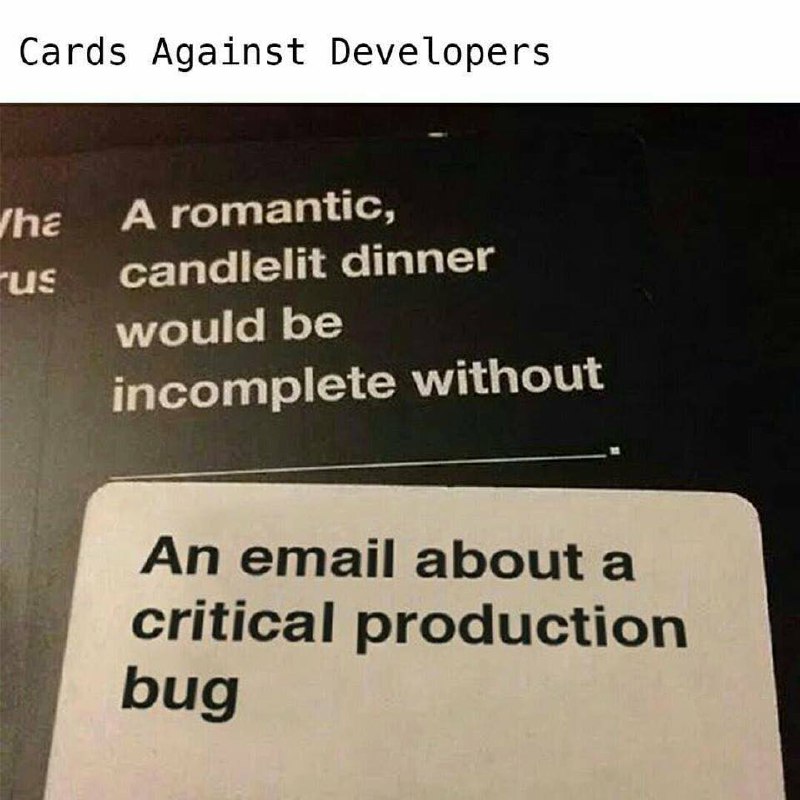 Cards Against Developers
A romantic,
candlelit dinner
would be
incomplete without
.
An email about a
critical production
bug